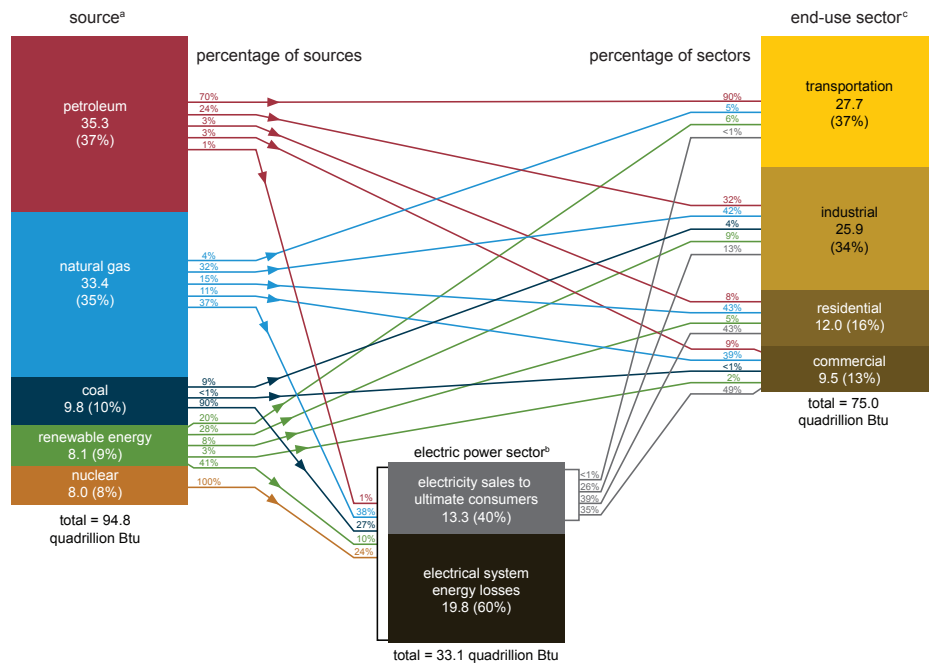 sourceᵃ
end-use sectorᶜ
percentage of sources
percentage of sectors
petroleum
35.3
(37%)
70%
24%
3%
3%
1%
natural gas
33.4
(35%)
4%
32%
15%
11%
37%
coal
9.8 (10%)
9%
<1%
90%
renewable energy
8.1 (9%)
20%
28%
8%
3%
41%
nuclear
8.0 (8%)
100%
total = 94.8
quadrillion Btu
1%
38%
27%
10%
24%
electric power sectorᵇ
electricity sales to
ultimate consumers
13.3 (40%)
electrical system
energy losses
19.8 (60%)
total = 33.1 quadrillion Btu
<1%
26%
39%
35%
90%
5%
6%
<1%
transportation
27.7
(37%)
32%
42%
4%
9%
13%
industrial
25.9
(34%)
8%
43%
5%
43%
residential
12.0 (16%)
9%
39%
<1%
2%
49%
commercial
9.5 (13%)
total = 75.0
quadrillion Btu